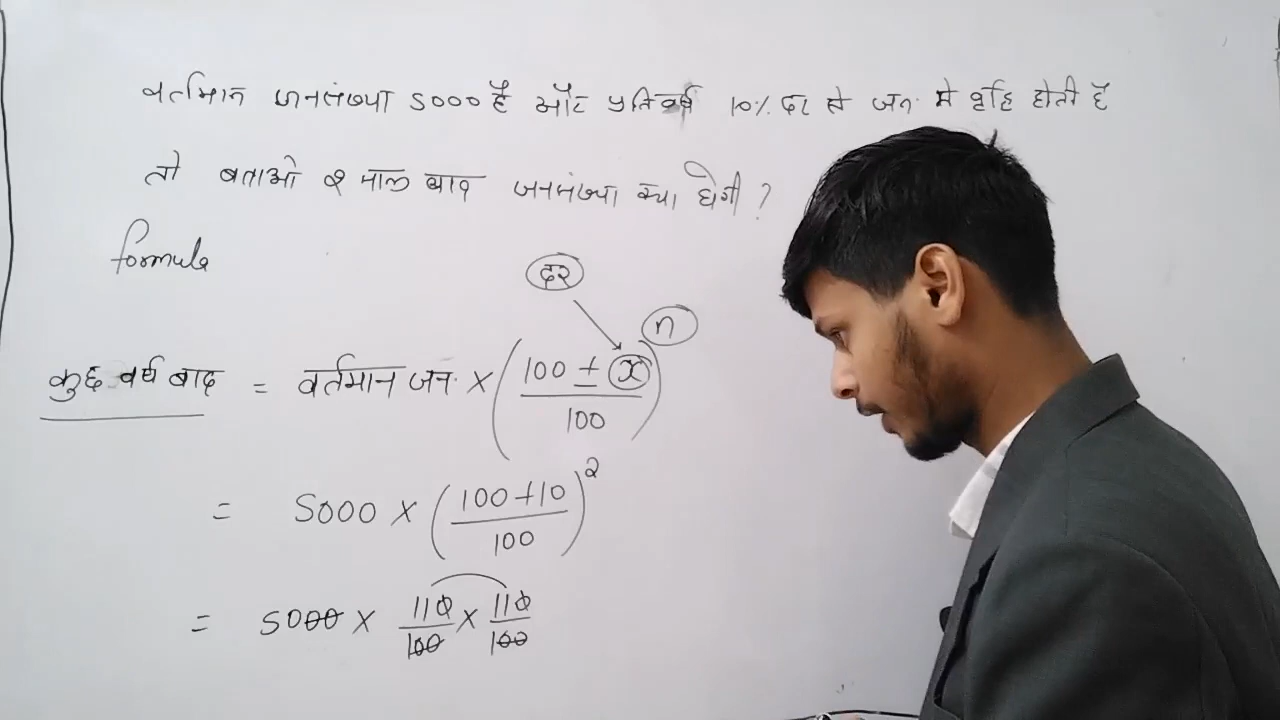 वर्तमान जनसंख्या 5000 है और प्रतिवर्ष 10% दर से जन. मे वृद्धि होती है
तो बताओ २ साल बाद जनसंख्या क्या होगी ?
formula
दर
कुछ वर्ष बाद = वर्तमान जन. × ( 100 ± x / 100 )^n
= 5000 × ( 100+10 / 100 )^2
= 5000 × 110/100 × 110/100